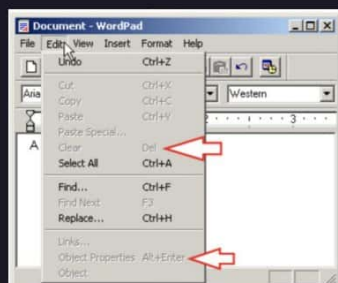 Document - WordPad
File Edit View Insert Format Help
Undo Ctrl+Z
Cut Ctrl+X
Copy Ctrl+C
Paste Ctrl+V
Paste Special...
Clear Del
Select All Ctrl+A
Find... Ctrl+F
Find Next F3
Replace... Ctrl+H
Links...
Object Properties Alt+Enter
Object
Aria
Western
3
A